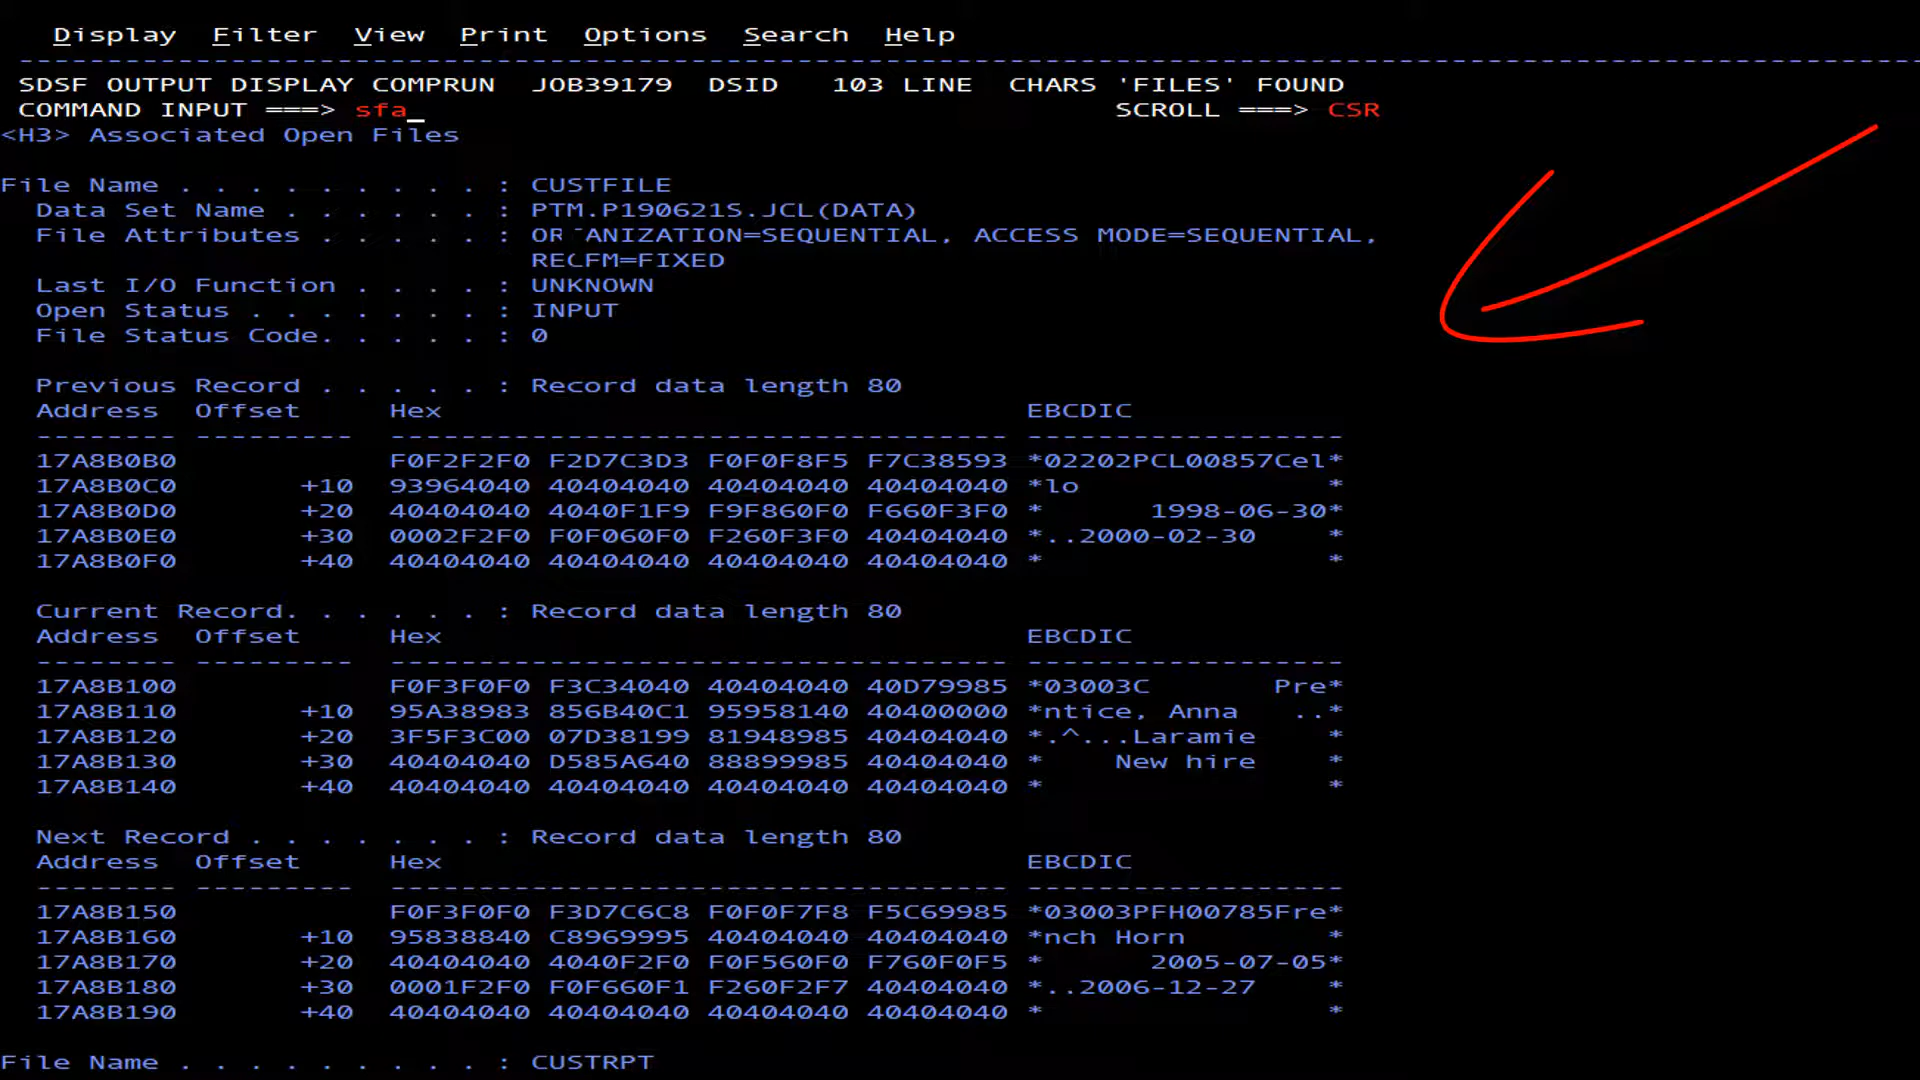 Display Filter View Print Options Search Help
SDSF OUTPUT DISPLAY COMPRUN JOB39179 DSID 103 LINE CHARS 'FILES' FOUND
COMMAND INPUT ===> sfa_ SCROLL ===> CSR
<H3> Associated Open Files
File Name . . . . . . . . . . : CUSTFILE
Data Set Name . . . . . . : PTM.P190621S.JCL(DATA)
File Attributes . . . . . : ORGANIZATION=SEQUENTIAL, ACCESS MODE=SEQUENTIAL,
RECFM=FIXED
Last I/O Function . . . . : UNKNOWN
Open Status . . . . . . . : INPUT
File Status Code. . . . . : 0
Previous Record . . . . . : Record data length 80
Address Offset Hex EBCDIC
-------- --------- ----------------------------------- ------------------
17A8B0B0 F0F2F2F0 F2D7C3D3 F0F0F8F5 F7C38593 *02202PCL00857Cel*
17A8B0C0 +10 93964040 40404040 40404040 40404040 *lo *
17A8B0D0 +20 40404040 4040F1F9 F9F860F0 F660F3F0 * 1998-06-30*
17A8B0E0 +30 0002F2F0 F0F060F0 F260F3F0 40404040 *..2000-02-30 *
17A8B0F0 +40 40404040 40404040 40404040 40404040 * *
Current Record. . . . . . : Record data length 80
Address Offset Hex EBCDIC
-------- --------- ----------------------------------- ------------------
17A8B100 F0F3F0F0 F3C34040 40404040 40D79985 *03003C Pre*
17A8B110 +10 95A38983 856B40C1 95958140 40400000 *ntice, Anna ..*
17A8B120 +20 3F5F3C00 07D38199 81948985 40404040 *.^...Laramie *
17A8B130 +30 40404040 D585A640 88899985 40404040 * New hire *
17A8B140 +40 40404040 40404040 40404040 40404040 * *
Next Record . . . . . . . : Record data length 80
Address Offset Hex EBCDIC
-------- --------- ----------------------------------- ------------------
17A8B150 F0F3F0F0 F3D7C6C8 F0F0F7F8 F5C69985 *03003PFH00785Fre*
17A8B160 +10 95838840 C8969995 40404040 40404040 *nch Horn *
17A8B170 +20 40404040 4040F2F0 F0F560F0 F760F0F5 * 2005-07-05*
17A8B180 +30 0001F2F0 F0F660F1 F260F2F7 40404040 *..2006-12-27 *
17A8B190 +40 40404040 40404040 40404040 40404040 * *
File Name . . . . . . . . . . : CUSTRPT